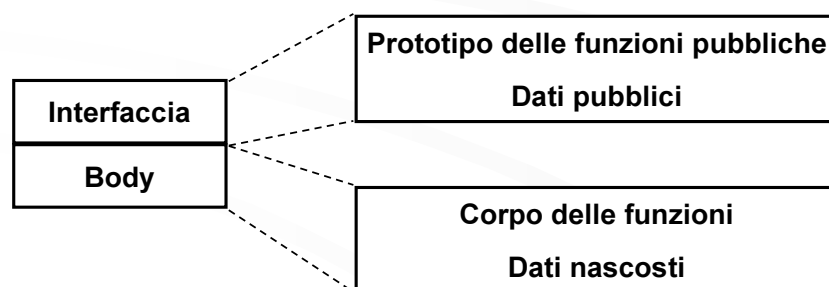 Interfaccia
Body
Prototipo delle funzioni pubbliche
Dati pubblici
Corpo delle funzioni
Dati nascosti